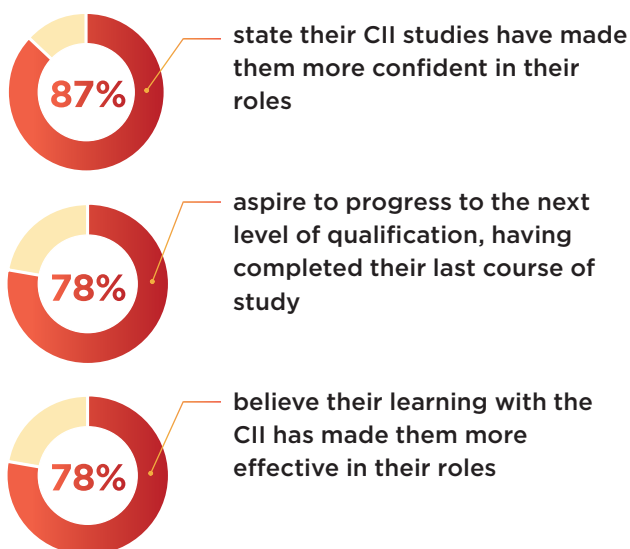 87%
state their CII studies have made
them more confident in their
roles
78%
aspire to progress to the next
level of qualification, having
completed their last course of
study
78%
believe their learning with the
CII has made them more
effective in their roles